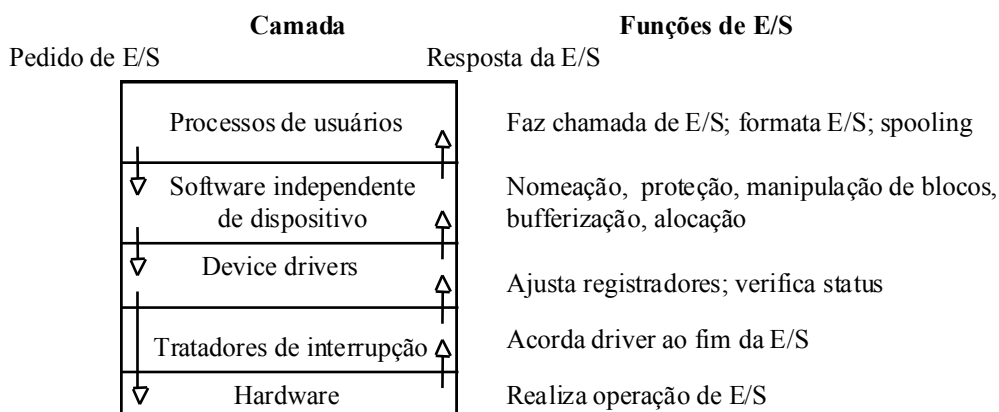 Camada
Funções de E/S
Pedido de E/S
Resposta da E/S
Processos de usuários
Faz chamada de E/S; formata E/S; spooling
Software independente
de dispositivo
Nomeação, proteção, manipulação de blocos,
bufferização, alocação
Device drivers
Ajusta registradores; verifica status
Tratadores de interrupção
Acorda driver ao fim da E/S
Hardware
Realiza operação de E/S